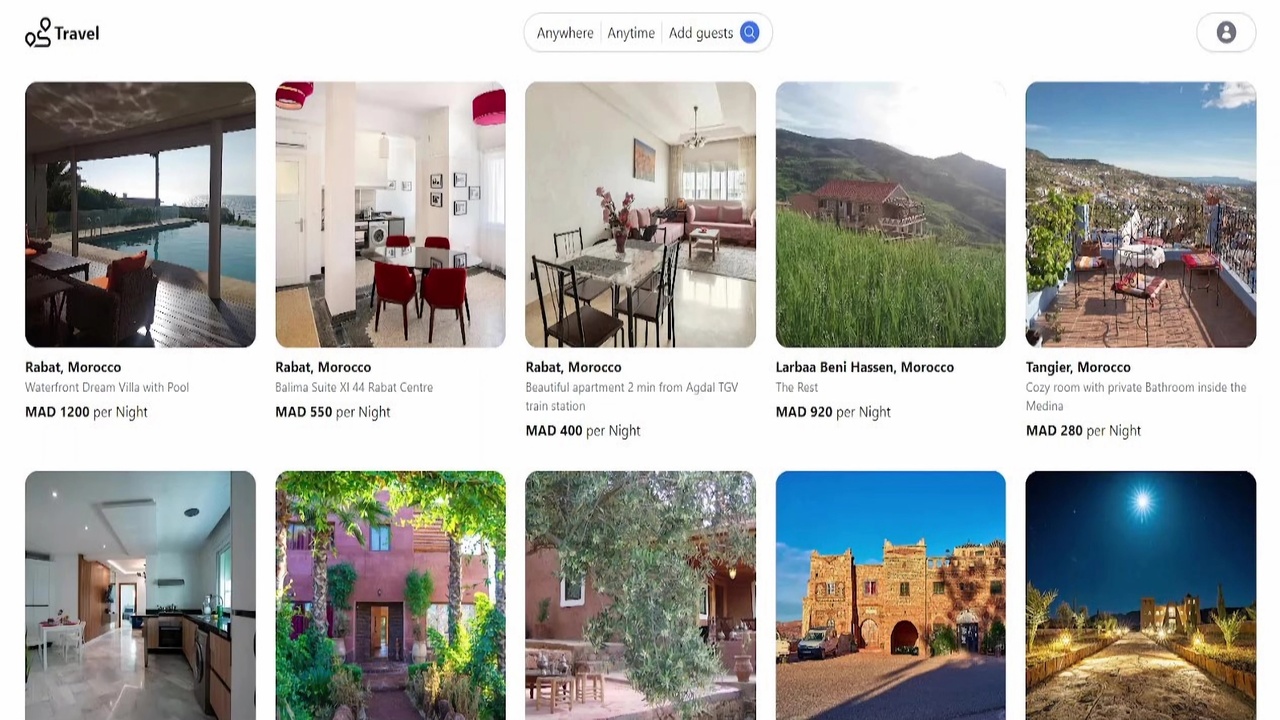 Travel
Anywhere Anytime Add guests
Rabat, Morocco
Waterfront Dream Villa with Pool
MAD 1200 per Night
Rabat, Morocco
Balima Suite XI 44 Rabat Centre
MAD 550 per Night
Rabat, Morocco
Beautiful apartment 2 min from Agdal TGV
train station
MAD 400 per Night
Larbaa Beni Hassen, Morocco
The Rest
MAD 920 per Night
Tangier, Morocco
Cozy room with private Bathroom inside the
Medina
MAD 280 per Night